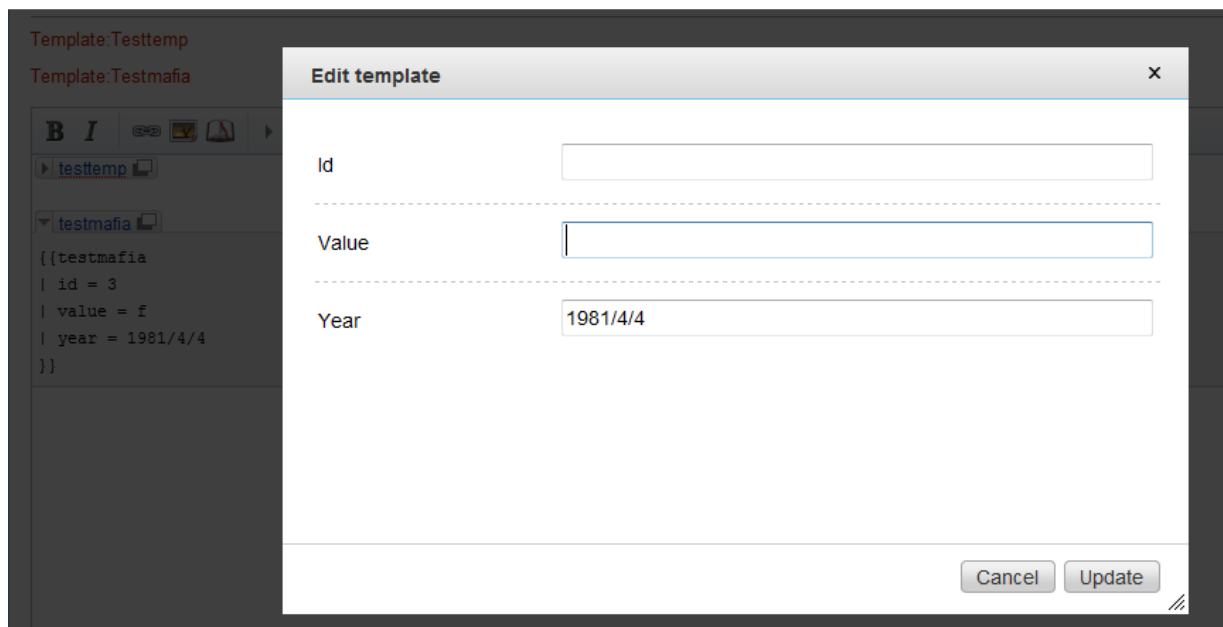 Template:Testtemp
Template:Testmafia
B I
testtemp
testmafia
{{testmafia
| id = 3
| value = f
| year = 1981/4/4
}}
Edit template ×
Id
Value
Year 1981/4/4
Cancel Update